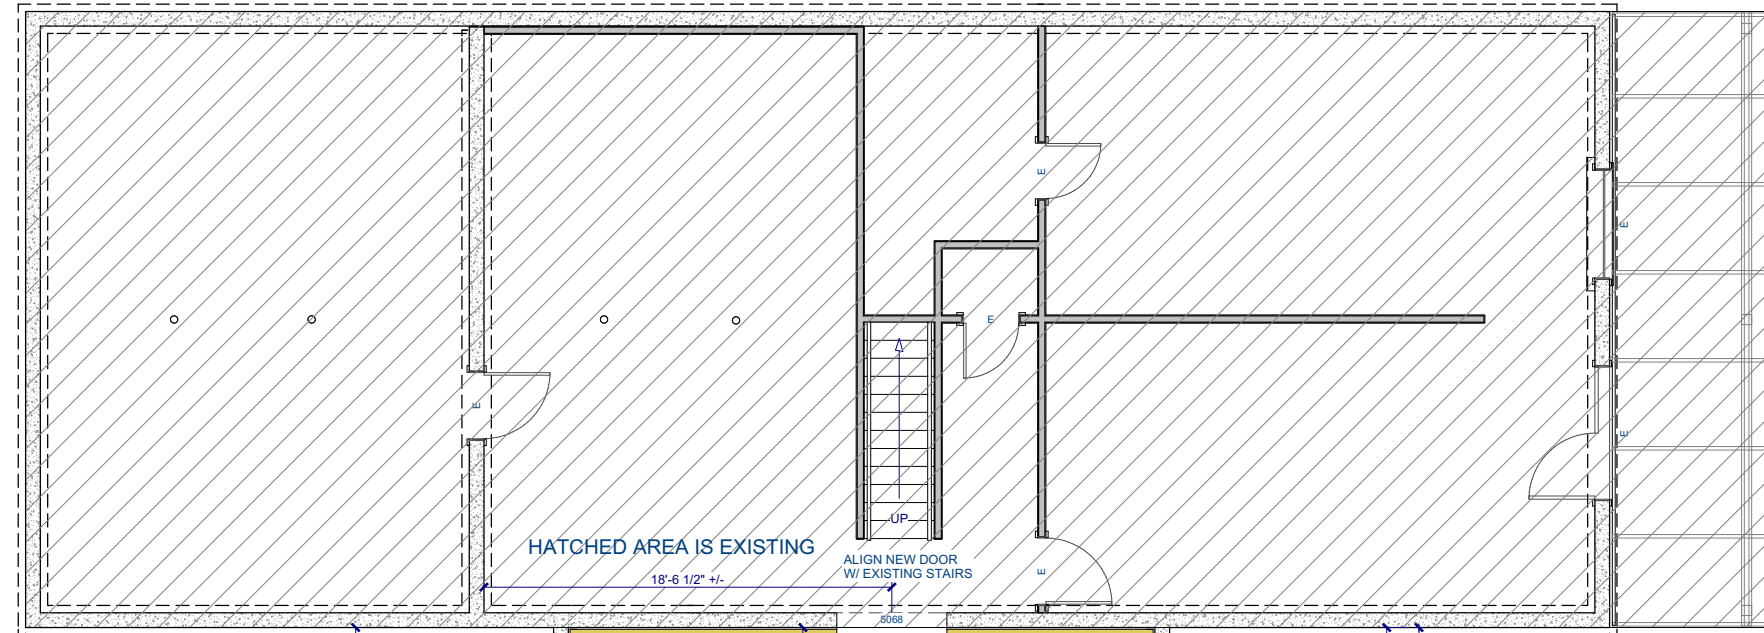 E
E
E
E
E
UP
HATCHED AREA IS EXISTING
ALIGN NEW DOOR
W/ EXISTING STAIRS
18'-6 1/2" +/-
E
E
5068